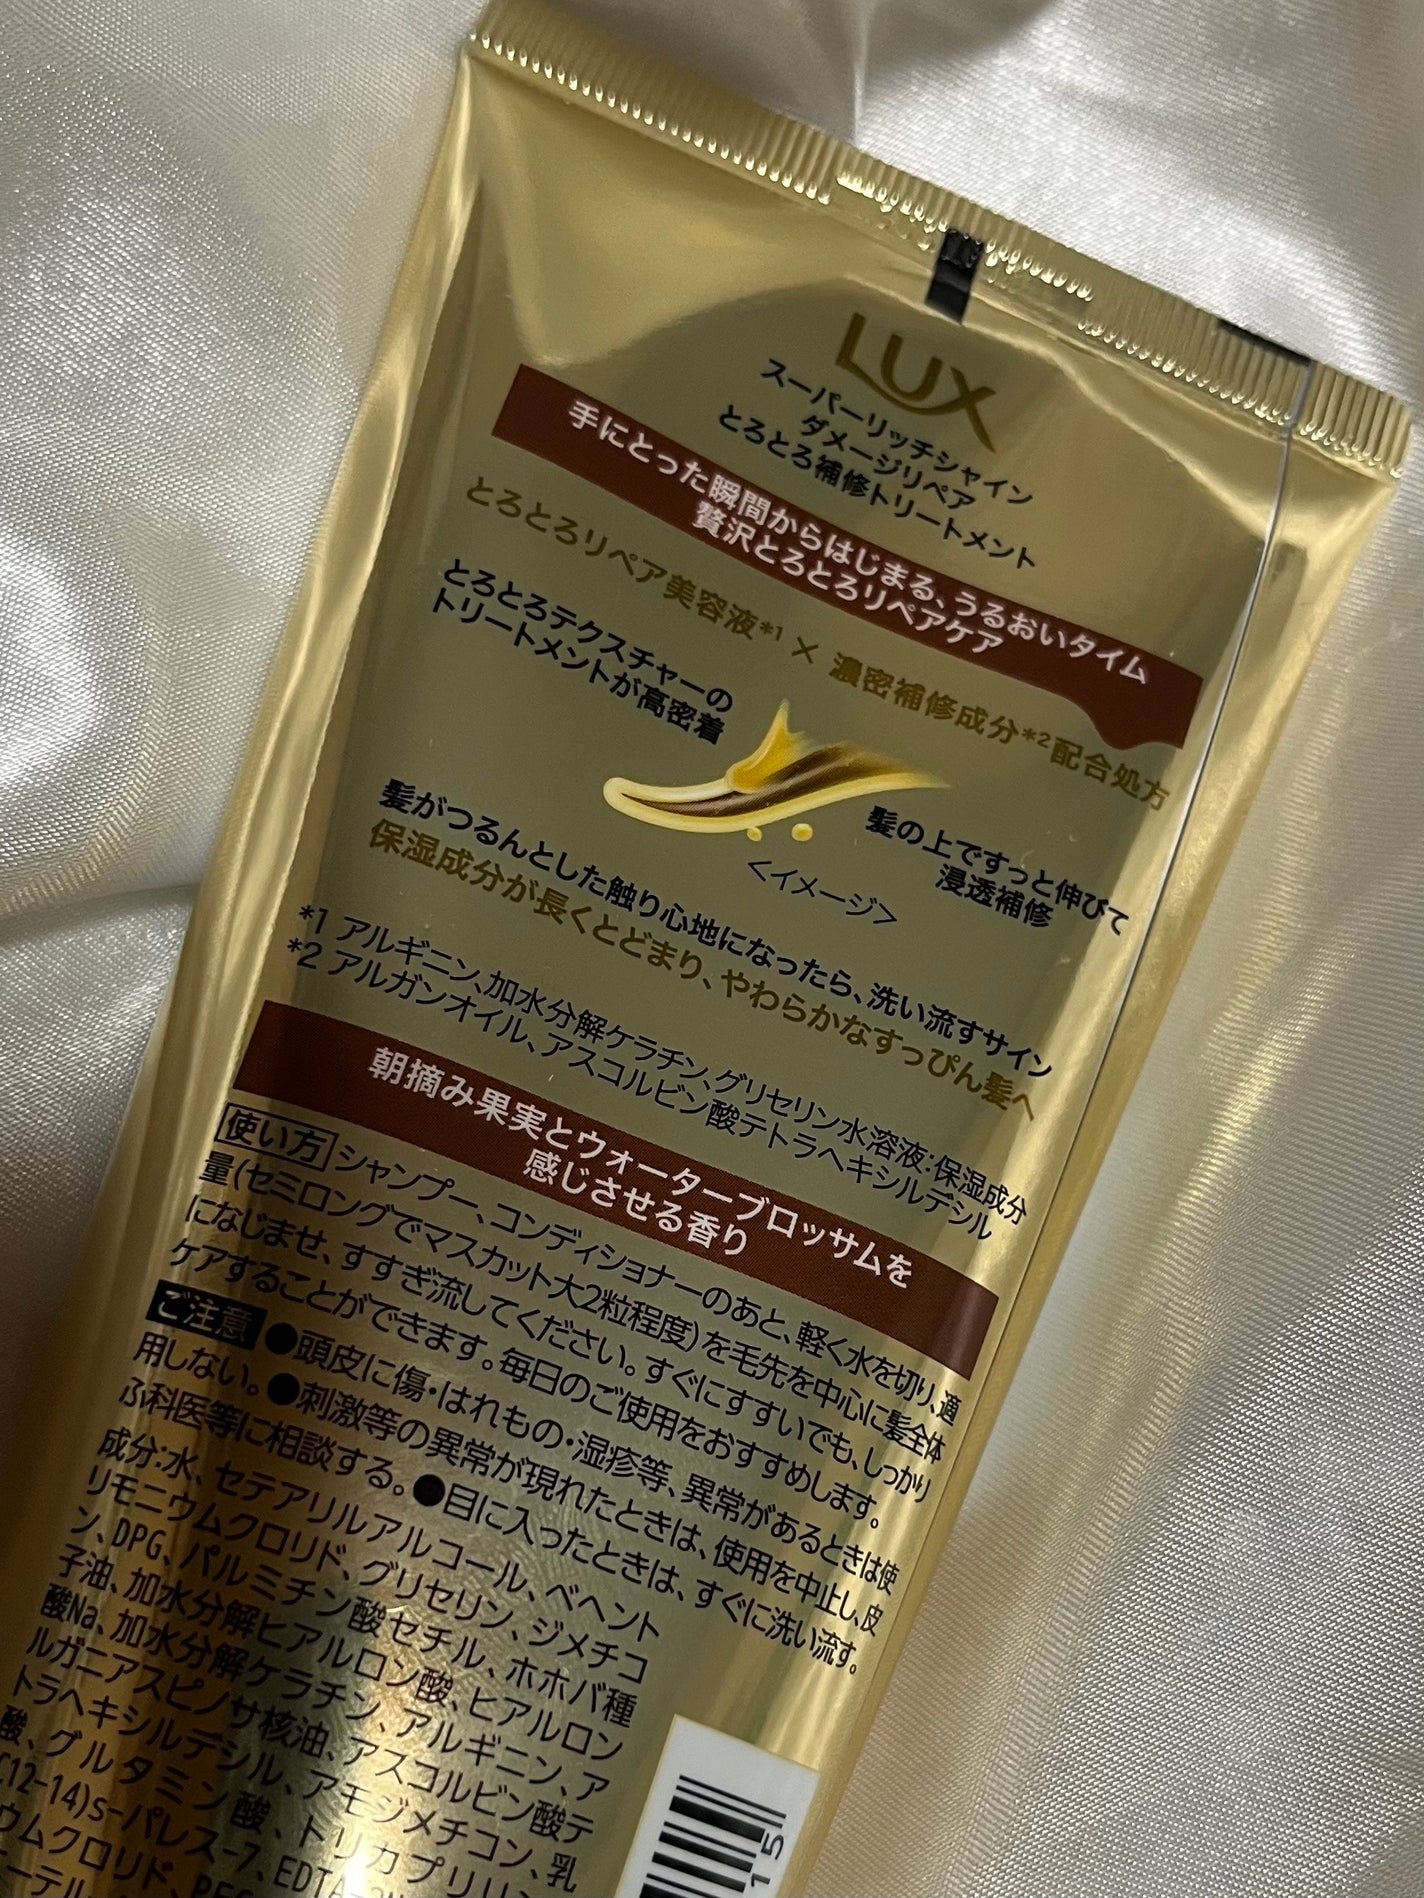 LUX
スーパーリッチシャイン
ダメージリペア
とろとろ補修トリートメント
手にとった瞬間からはじまる、うるおいタイム
贅沢とろとろリペアケア
とろとろリペア美容液*1 × 濃密補修成分*2配合処方
とろとろテクスチャーの
トリートメントが高密着
髪の上ですっと伸びて
浸透補修
<イメージ>
髪がつるんとした触り心地になったら、洗い流すサイン
保湿成分が長くとどまり、やわらかなすっぴん髪へ
*1 アルギニン、加水分解ケラチン、グリセリン水溶液:保湿成分
*2 アルガンオイル、アスコルビン酸テトラヘキシルデシル
朝摘み果実とウォーターブロッサムを
感じさせる香り
使い方 シャンプー、コンディショナーのあと、軽く水を切り、適
量(セミロングでマスカット大2粒程度)を毛先を中心に髪全体
になじませ、すすぎ流してください。すぐにすすいでも、しっかり
ケアすることができます。毎日のご使用をおすすめします。
ご注意 ●頭皮に傷・はれもの・湿疹等、異常があるときは使
用しない。●刺激等の異常が現れたときは、使用を中止し、皮
ふ科医等に相談する。●目に入ったときは、すぐに洗い流す。
成分:水、セテアリルアルコール、ベヘント
リモニウムクロリド、グリセリン、ジメチコ
ン、DPG、パルミチン酸セチル、ホホバ種
子油、加水分解ヒアルロン酸、ヒアルロン
酸Na、加水分解ケラチン、アルギニン、ア
ルガニアスピノサ核油、アスコルビン酸テ
トラヘキシルデシル、アモジメチコン、乳
酸、グルタミン酸、トリカプリリン
C12-14)s-パレス-7、EDTA-2N
ウムクロリド、PEG
ーテル
15